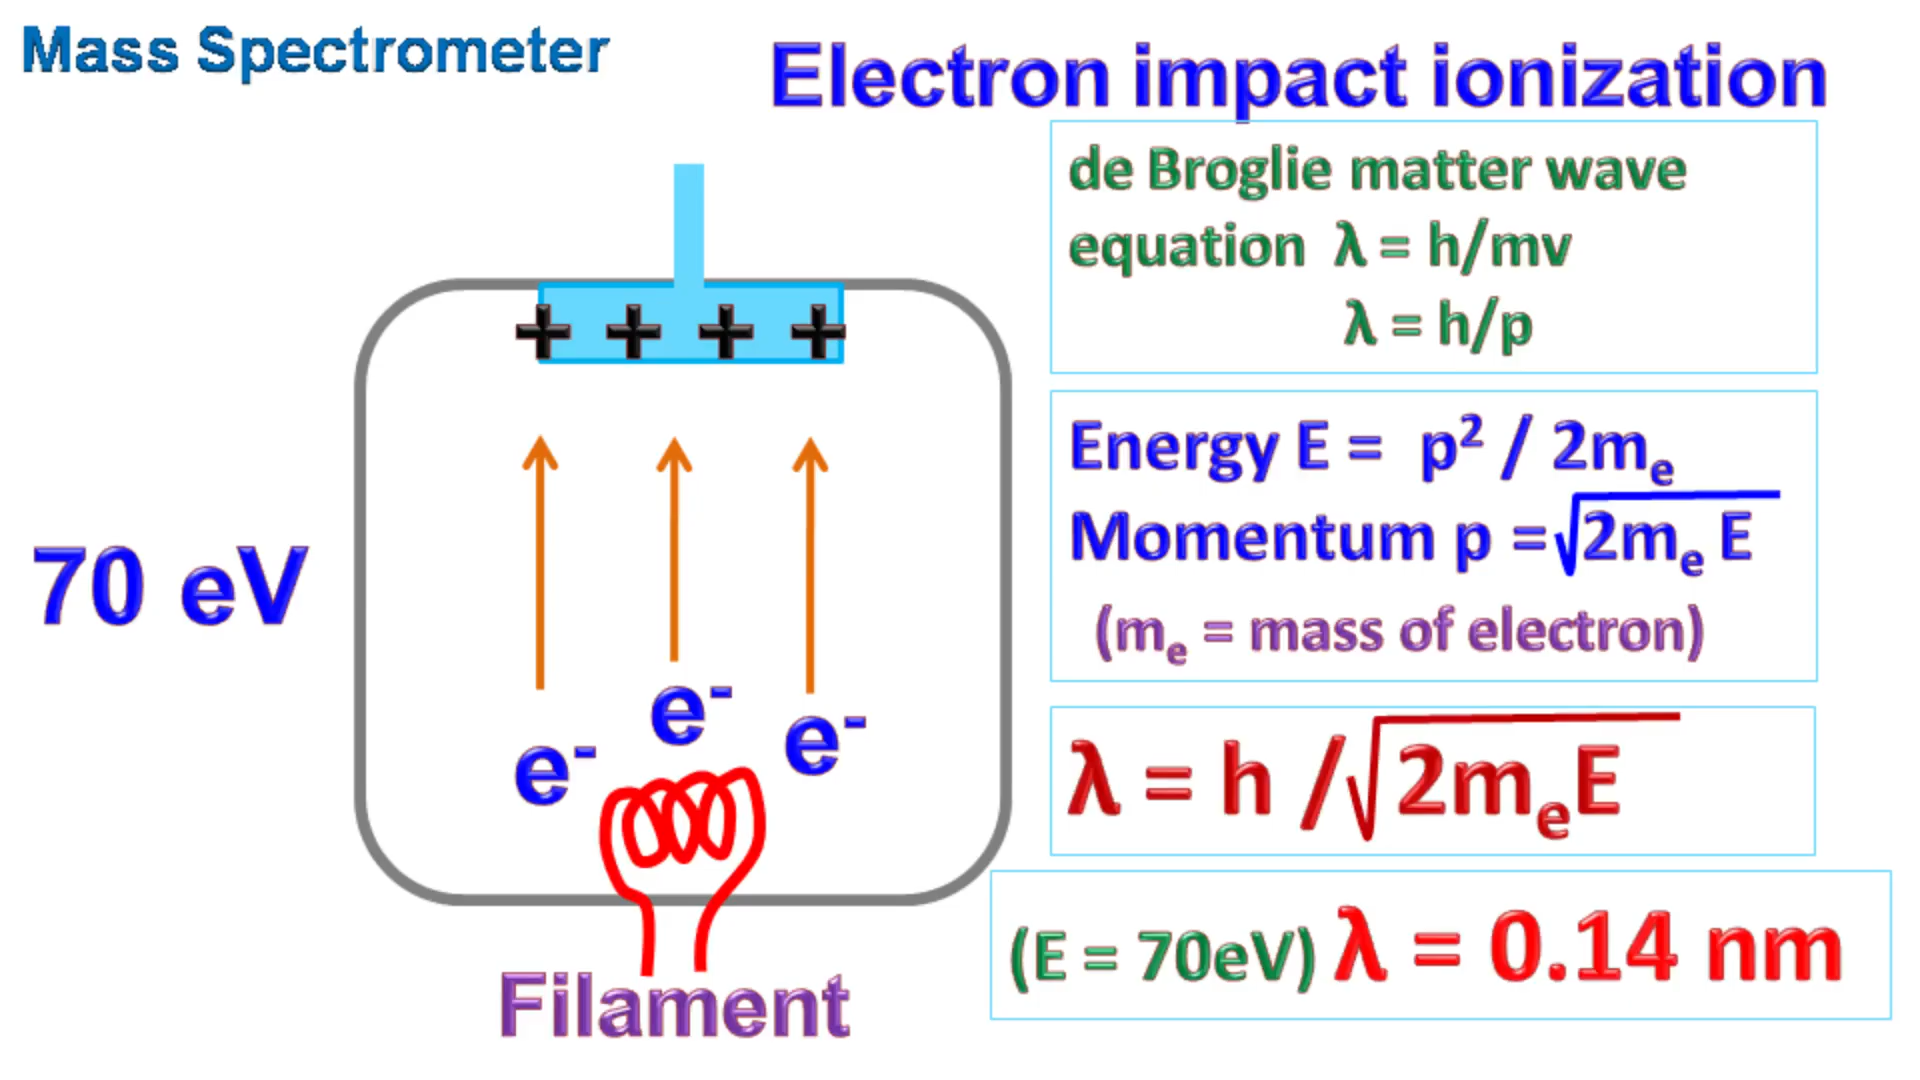 Mass Spectrometer
Electron impact ionization
de Broglie matter wave
equation λ = h/mv
λ = h/p
+ + + +
Energy E = p² / 2mₑ
Momentum p =√2mₑ E
(mₑ = mass of electron)
70 eV
e⁻ e⁻ e⁻
λ = h /√2mₑE
(E = 70eV) λ = 0.14 nm
Filament